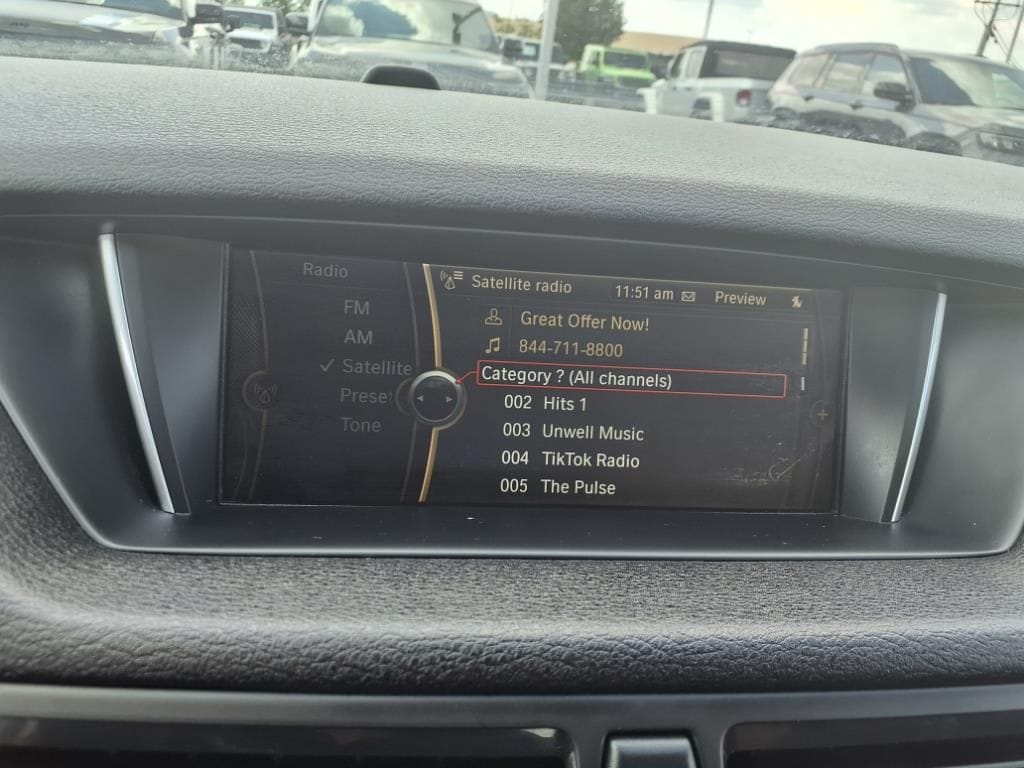 Radio
FM
AM
Satellite
Preset
Tone
Satellite radio
11:51 am
Preview
Great Offer Now!
844-711-8800
Category ? (All channels)
002 Hits 1
003 Unwell Music
004 TikTok Radio
005 The Pulse